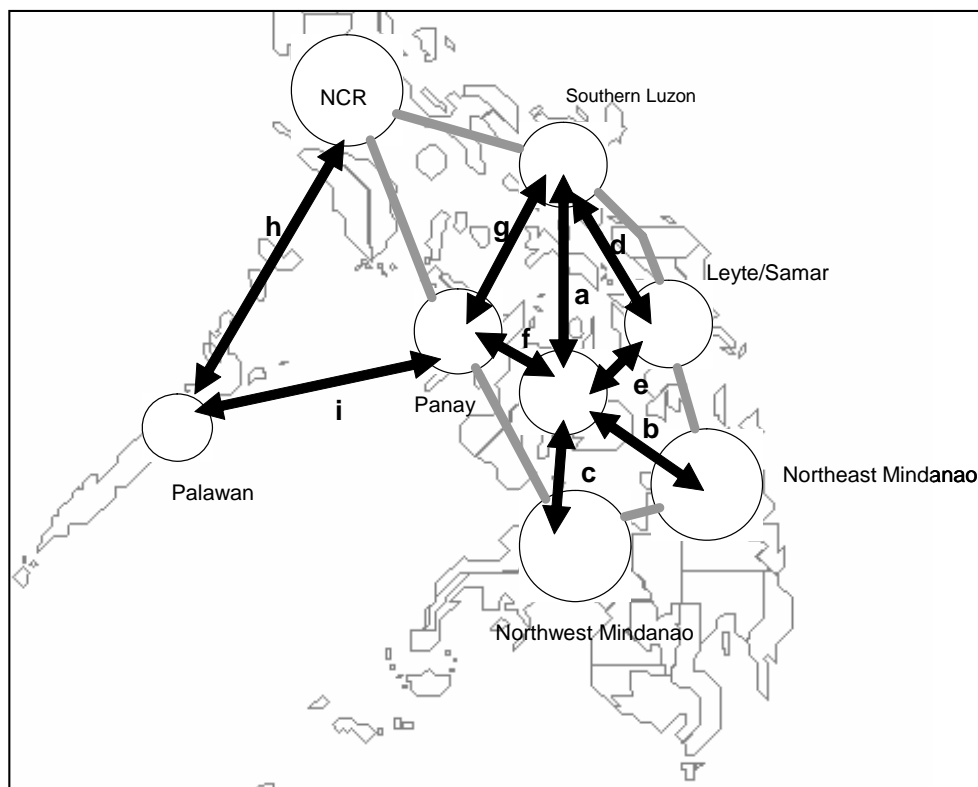 NCR
Southern Luzon
h
g
d
Leyte/Samar
a
f
e
Panay
i
b
Palawan
c
Northeast Mindanao
Northwest Mindanao